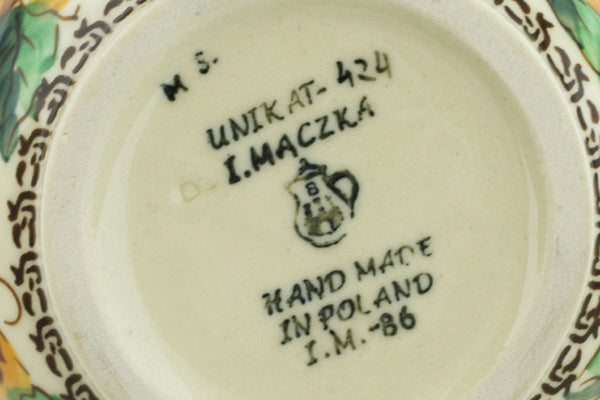 M S.
UNIKAT-424
I.MACZKA
B
HAND MADE
IN POLAND
I.M.-86